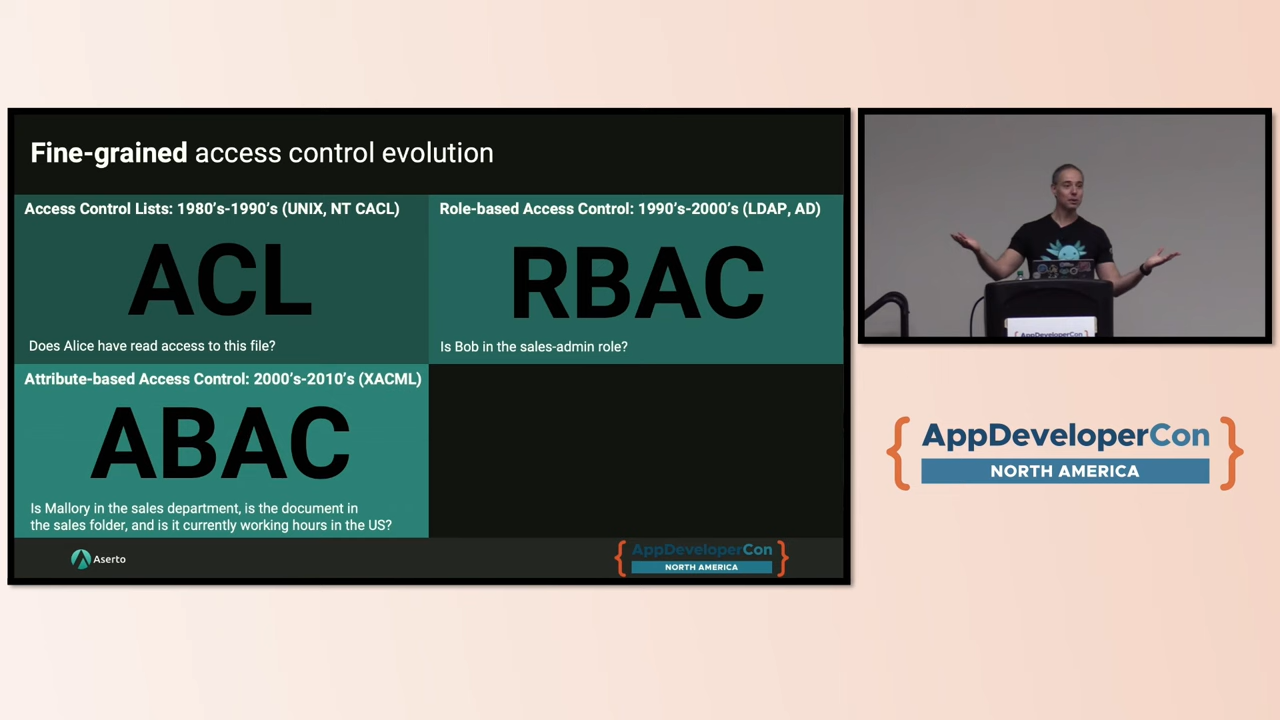 Fine-grained access control evolution
Access Control Lists: 1980's-1990's (UNIX, NT CACL)
ACL
Does Alice have read access to this file?
Role-based Access Control: 1990's-2000's (LDAP, AD)
RBAC
Is Bob in the sales-admin role?
Attribute-based Access Control: 2000's-2010's (XACML)
ABAC
Is Mallory in the sales department, is the document in
the sales folder, and is it currently working hours in the US?
Aserto
{ AppDeveloperCon }
NORTH AMERICA
AppDeveloperCon
{ AppDeveloperCon }
NORTH AMERICA